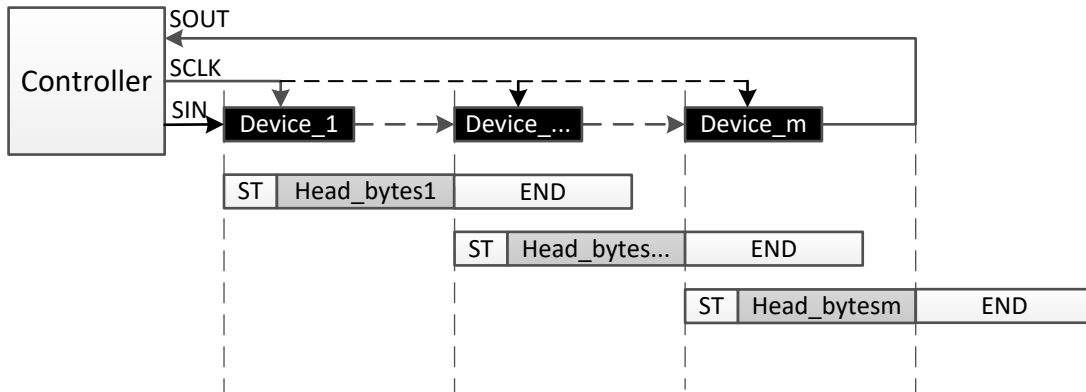 SOUT
Controller
SCLK
SIN
Device_1
Device_...
Device_m
ST Head_bytes1 END
ST Head_bytes... END
ST Head_bytesm END